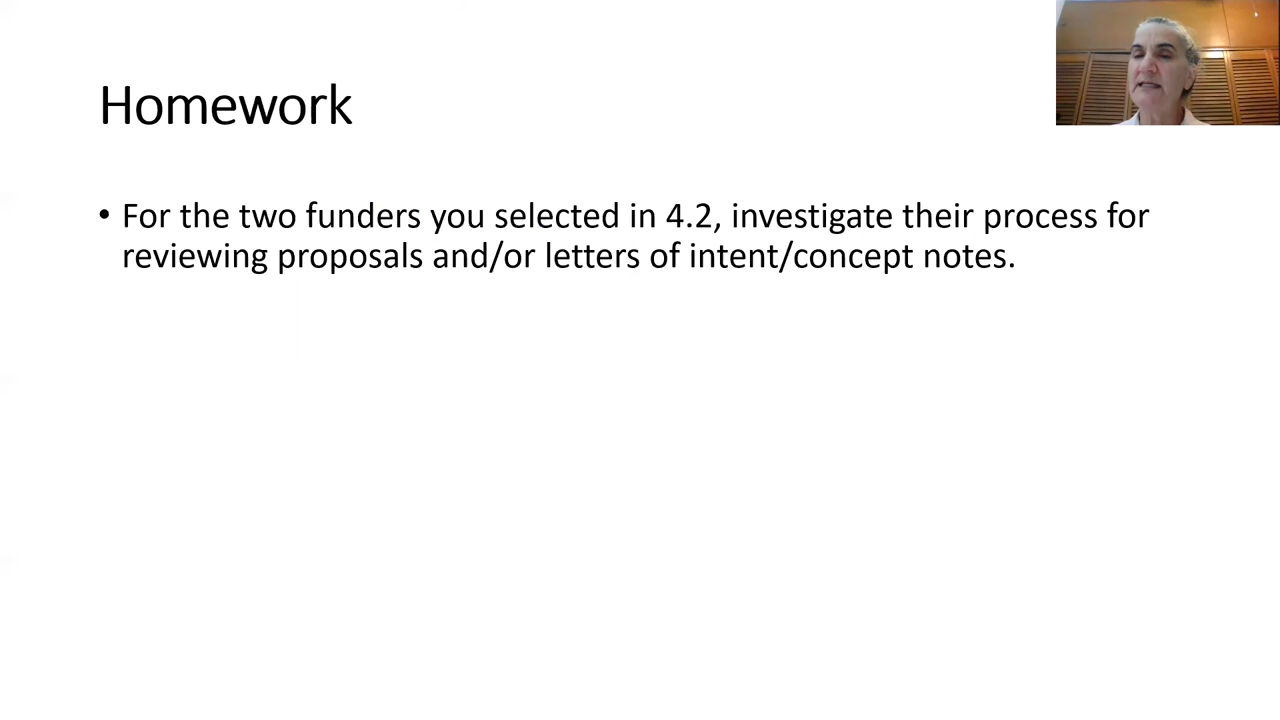 Homework
• For the two funders you selected in 4.2, investigate their process for
reviewing proposals and/or letters of intent/concept notes.